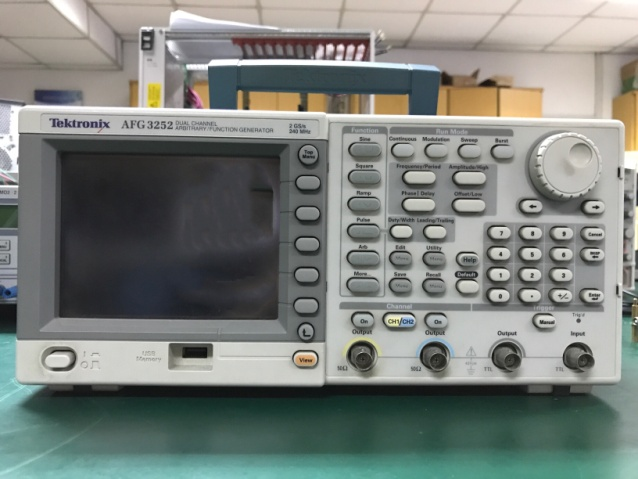 Tektronix AFG 3252 DUAL CHANNEL ARBITRARY/FUNCTION GENERATOR 2 GS/s 240 MHz
Top Menu
Function
Run Mode
Sine
Continuous Modulation Sweep Burst
Square
Frequency/Period Amplitude/High
Ramp
Phase/Delay Offset/Low
Pulse
Duty/Width Leading/Trailing
7 8 9 Cancel
Arb
Edit Utility
Help
4 5 6
More...
Save Recall
Default
1 2 3
0 . +/- Enter
Channel
Trigger
On CH1/CH2 On
Manual
Trig'd
Output Output Output Input
50Ω 50Ω TTL TTL
USB Memory
View